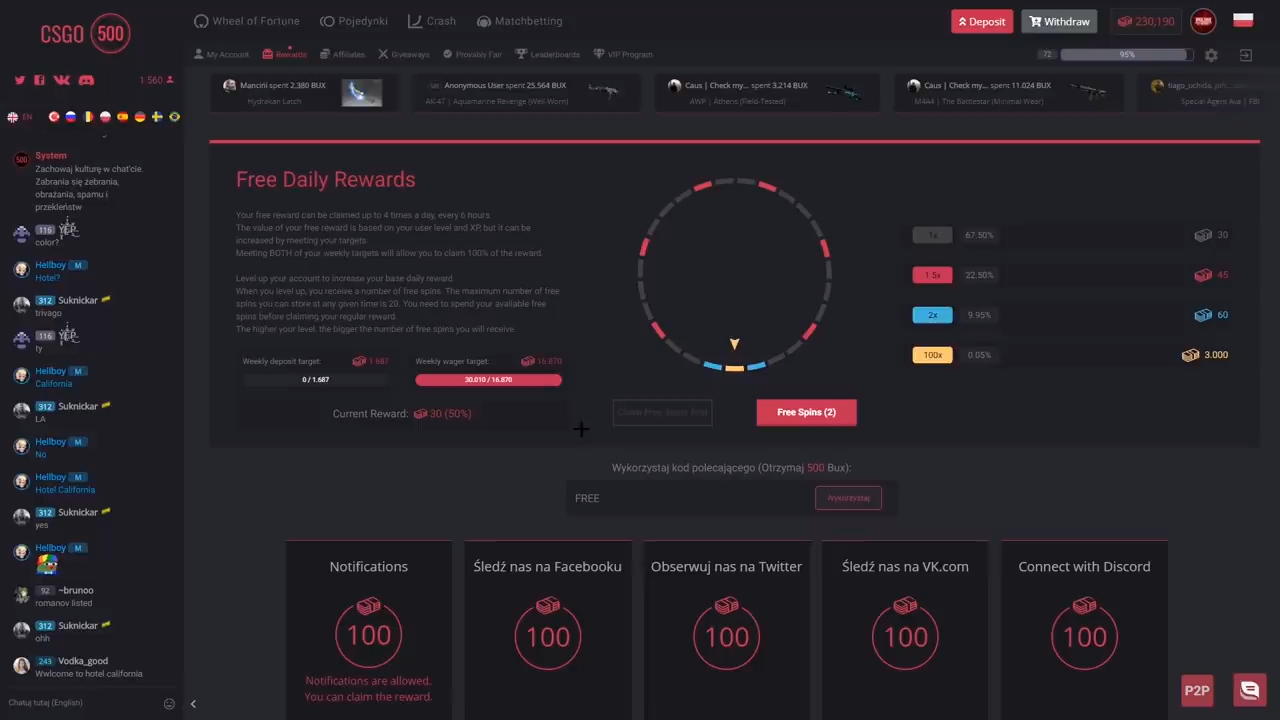 CSGO 500
Wheel of Fortune
Pojedynki
Crash
Matchbetting
Deposit
Withdraw
230,190
My Account
Rewards
Affiliates
Giveaways
Provably Fair
Leaderboards
VIP Program
72
95%
1 560
EN
Mancini spent 2.380 BUX
Hydrakan Latch
Anonymous User spent 25.564 BUX
AK-47 | Aquamarine Revenge (Well-Worn)
Caus | Check my... spent 3.214 BUX
AWP | Athens (Field-Tested)
Caus | Check my... spent 11.024 BUX
M4A4 | The Battlestar (Minimal Wear)
Special Agent Ava | FBI
500 System
Zachowaj kulturę w chat'cie.
Zabrania się żebrania,
obrażania, spamu i
przekleństw
116
color?
Hellboy M
Hotel?
312 Suknickar
trivago
116
ty
Hellboy M
California
312 Suknickar
LA
Hellboy M
No
Hellboy M
Hotel California
312 Suknickar
yes
Hellboy M
92 ~brunoo
romanov listed
312 Suknickar
ohh
243 Vodka_good
Wwlcome to hotel california
Chatuj tutaj (English)
Free Daily Rewards
Your free reward can be claimed up to 4 times a day, every 6 hours.
The value of your free reward is based on your user level and XP, but it can be
increased by meeting your targets.
Meeting BOTH of your weekly targets will allow you to claim 100% of the reward.
Level up your account to increase your base daily reward.
When you level up, you receive a number of free spins. The maximum number of free
spins you can store at any given time is 20. You need to spend your available free
spins before claiming your regular reward.
The higher your level, the bigger the number of free spins you will receive.
Weekly deposit target: 1.687
0 / 1.687
Weekly wager target: 16.870
30.010 / 16.870
Current Reward: 30 (50%)
Free Spins (2)
1x 67.50% 30
1.5x 22.50% 45
2x 9.95% 60
100x 0.05% 3.000
Wykorzystaj kod polecającego (Otrzymaj 500 Bux):
FREE
Wykorzystaj
Notifications
100
Notifications are allowed.
You can claim the reward.
Śledź nas na Facebooku
100
Obserwuj nas na Twitter
100
Śledź nas na VK.com
100
Connect with Discord
100
P2P